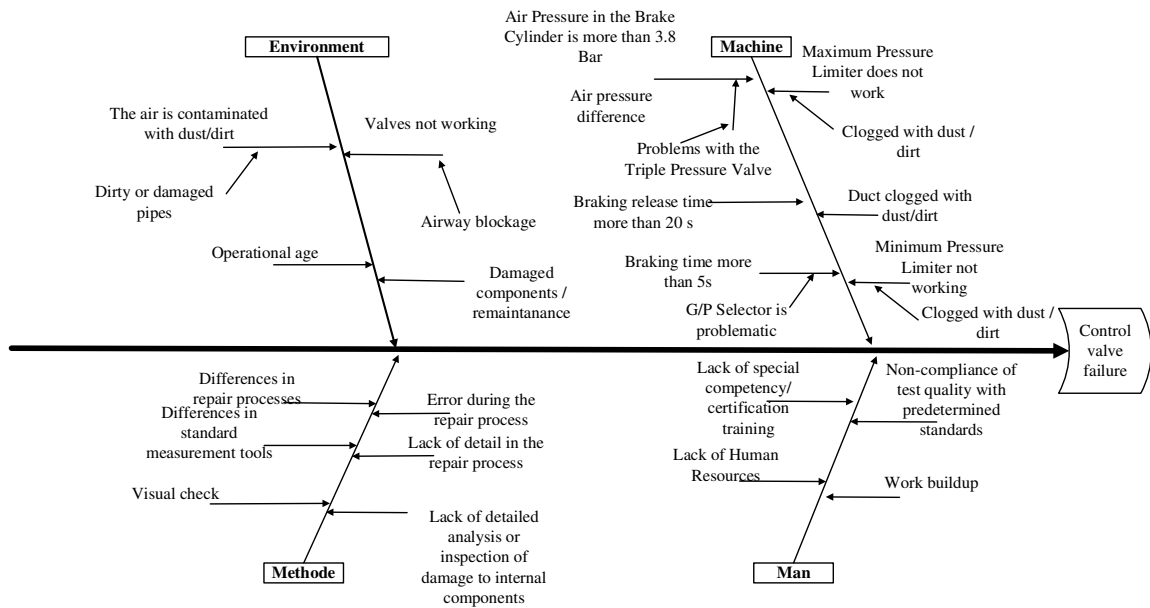 Environment
The air is contaminated
with dust/dirt
Dirty or damaged
pipes
Valves not working
Airway blockage
Operational age
Damaged
components /
remaintanance
Air Pressure in the Brake
Cylinder is more than 3.8
Bar
Machine
Air pressure
difference
Problems with the
Triple Pressure Valve
Maximum Pressure
Limiter does not
work
Clogged with dust /
dirt
Braking release time
more than 20 s
Duct clogged with
dust/dirt
Braking time more
than 5s
G/P Selector is
problematic
Minimum Pressure
Limiter not
working
Clogged with dust /
dirt
Control
valve
failure
Differences in
repair processes
Error during the
repair process
Differences in
standard
measurement tools
Lack of detail in the
repair process
Visual check
Lack of detailed
analysis or
inspection of
damage to internal
components
Methode
Lack of special
competency/
certification
training
Non-compliance of
test quality with
predetermined
standards
Lack of Human
Resources
Work buildup
Man